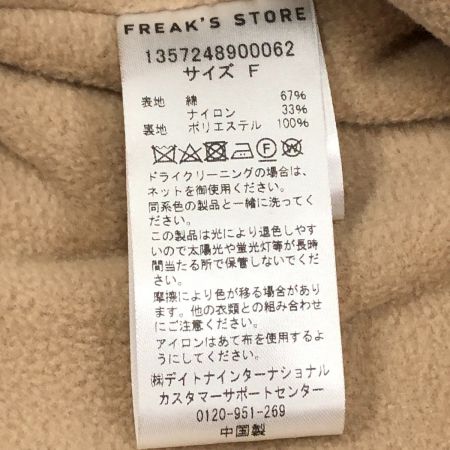 FREAK'S STORE
1357248900062
サイズ F
表地 綿 67%
ナイロン 33%
裏地 ポリエステル 100%
ドライクリーニングの場合は、
ネットを御使用ください。
同系色の製品と一緒に洗ってく
ださい。
この製品は光により退色しやす
いので太陽光や蛍光灯等が長時
間当たる所で保管しないでくだ
さい。
摩擦により色が移る場合があり
ます。他の衣類との組み合わせ
にご注意ください。
アイロンはあて布を使用するよ
うにしてください。
㈱デイトナインターナショナル
カスタマーサポートセンター
0120-951-269
中国製